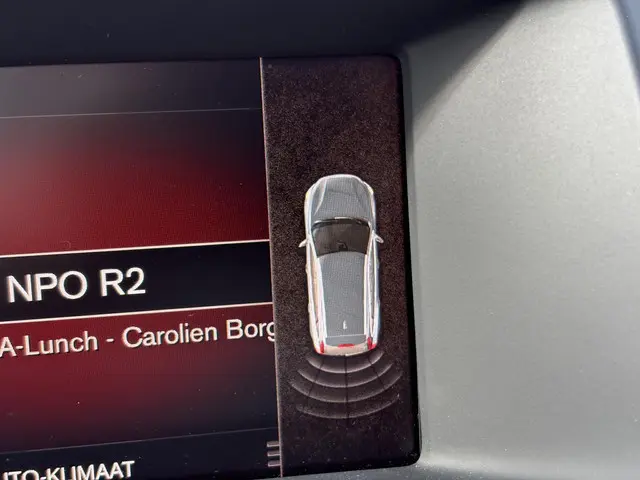 NPO R2
A-Lunch - Carolien Borg
UTO-KLIMAAT